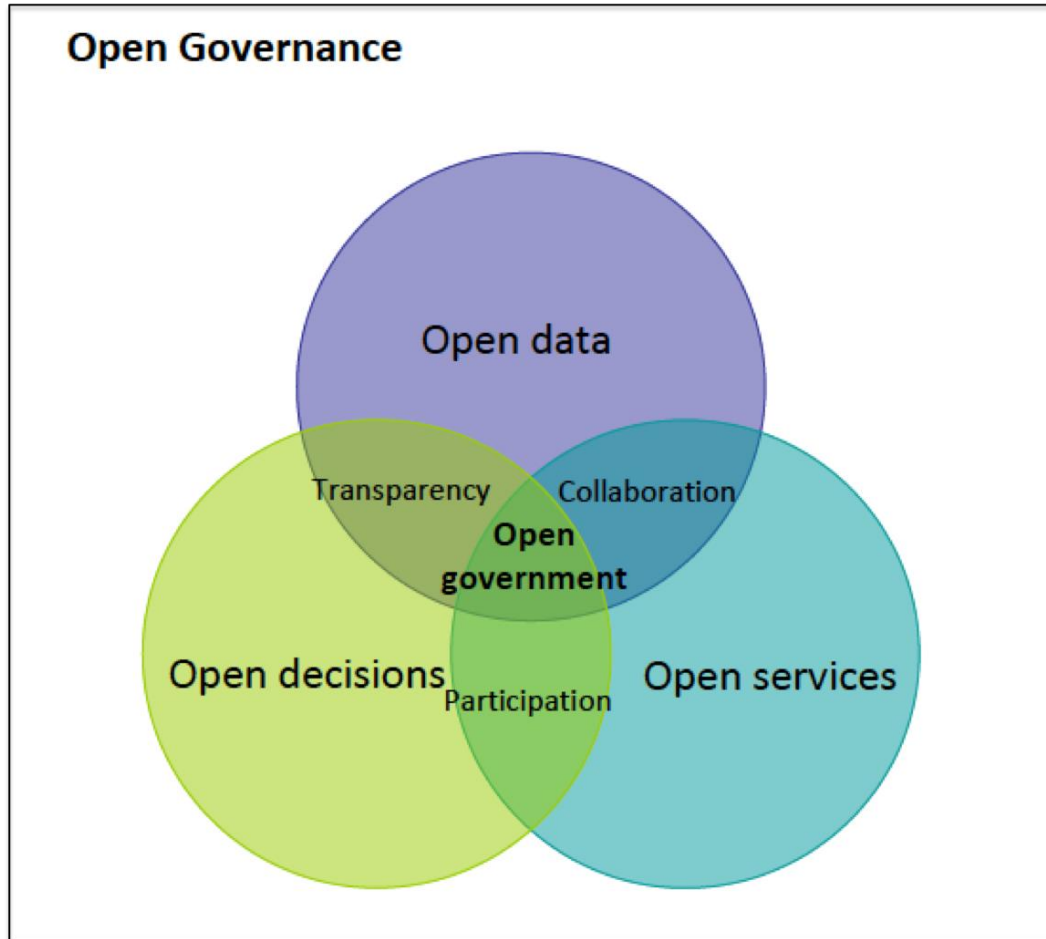 Open Governance
Open data
Transparency
Collaboration
Open
government
Open decisions
Open services
Participation